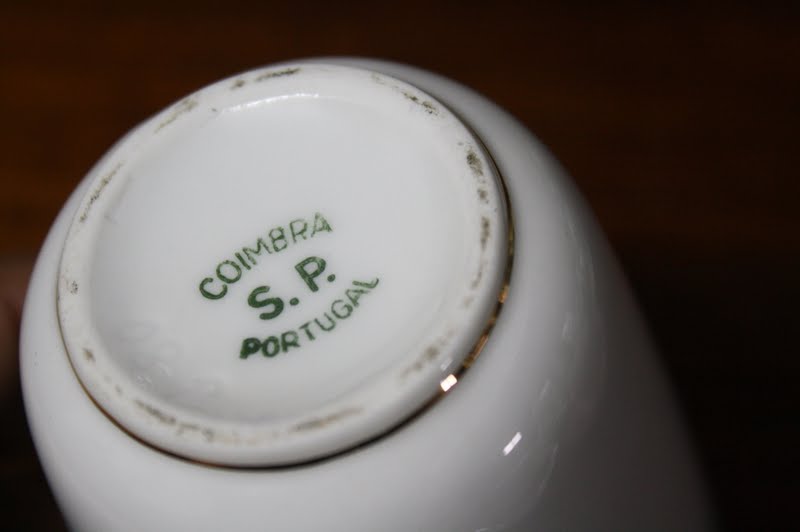 COIMBRA
S. P.
PORTUGAL